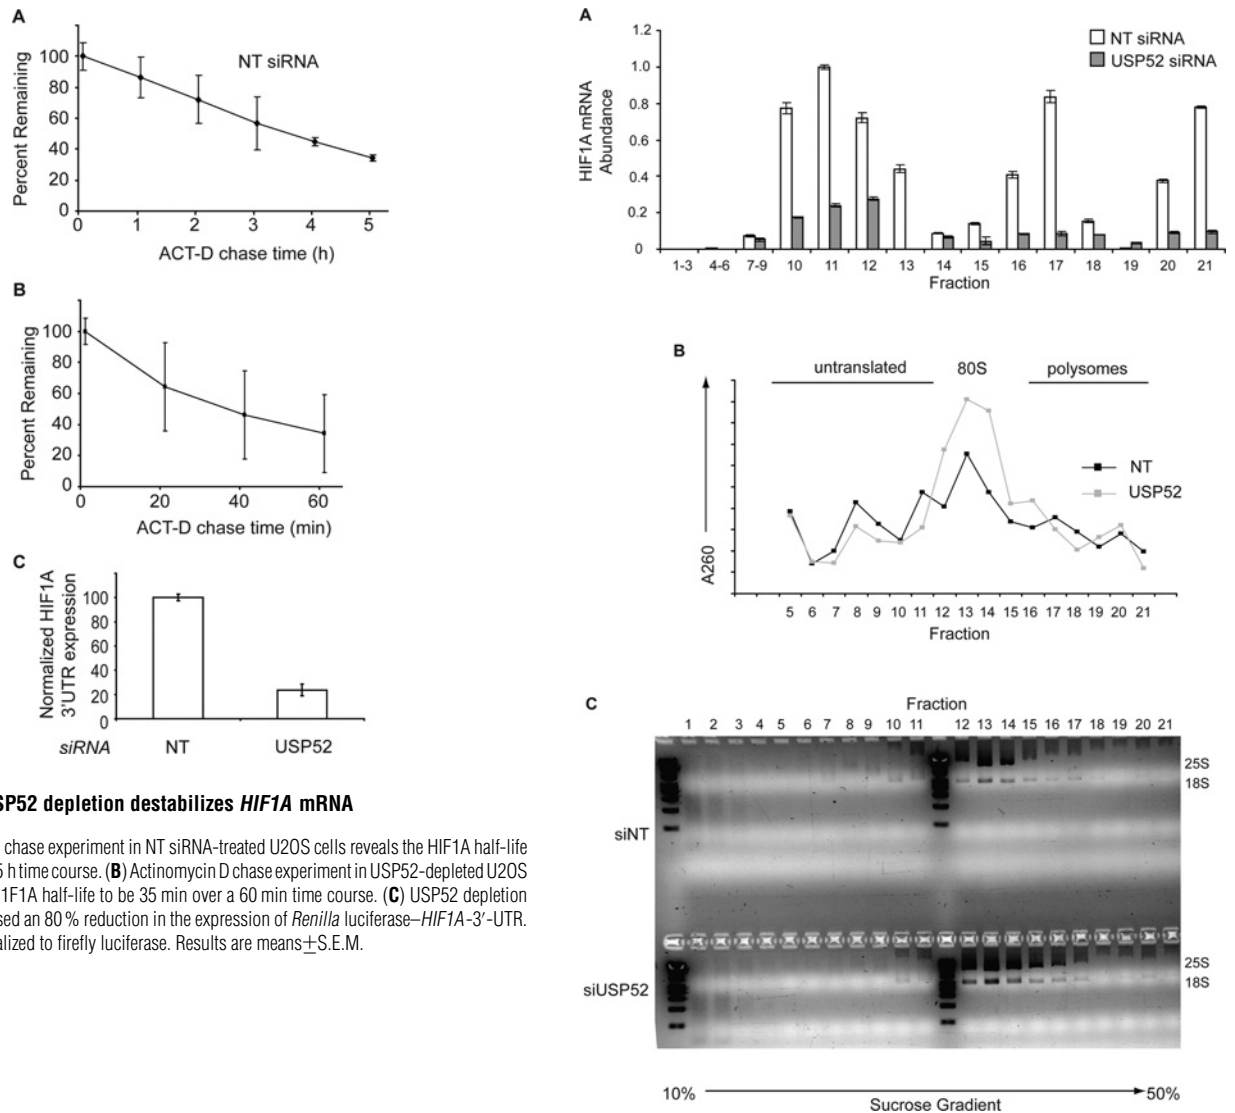 A
Percent Remaining
100
80
60
40
20
0
NT siRNA
0 1 2 3 4 5
ACT-D chase time (h)
B
Percent Remaining
100
80
60
40
20
0
0 20 40 60
ACT-D chase time (min)
C
Normalized HIF1A
3'UTR expression
100
80
60
40
20
0
siRNA NT USP52
SP52 depletion destabilizes HIF1A mRNA
chase experiment in NT siRNA-treated U2OS cells reveals the HIF1A half-life
5 h time course. (B) Actinomycin D chase experiment in USP52-depleted U2OS
1F1A half-life to be 35 min over a 60 min time course. (C) USP52 depletion
sed an 80 % reduction in the expression of Renilla luciferase–HIF1A-3′-UTR.
alized to firefly luciferase. Results are means±S.E.M.
A
HIF1A mRNA
Abundance
1.2
1.0
0.8
0.6
0.4
0.2
0
NT siRNA
USP52 siRNA
1-3 4-6 7-9 10 11 12 13 14 15 16 17 18 19 20 21
Fraction
B
untranslated 80S polysomes
A260
NT
USP52
5 6 7 8 9 10 11 12 13 14 15 16 17 18 19 20 21
Fraction
C
Fraction
1 2 3 4 5 6 7 8 9 10 11 12 13 14 15 16 17 18 19 20 21
25S
18S
siNT
25S
18S
siUSP52
10% 50%
Sucrose Gradient